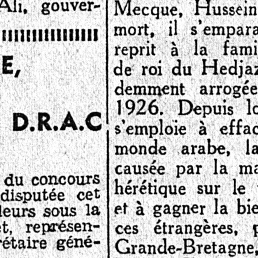 Ali, gouver-
E,
D.R.A.C
du concours
disputée cet
leurs sous la
et, représen-
rétaire géné-
Mecque, Hussein
mort, il s'empara
reprit à la fami
de roi du Hedjaz
demment arrogée
1926. Depuis lo
s'emploie à effac
monde arabe, la
causée par la ma
hérétique sur le
et à gagner la bie
ces étrangères, p
Grande-Bretagne,